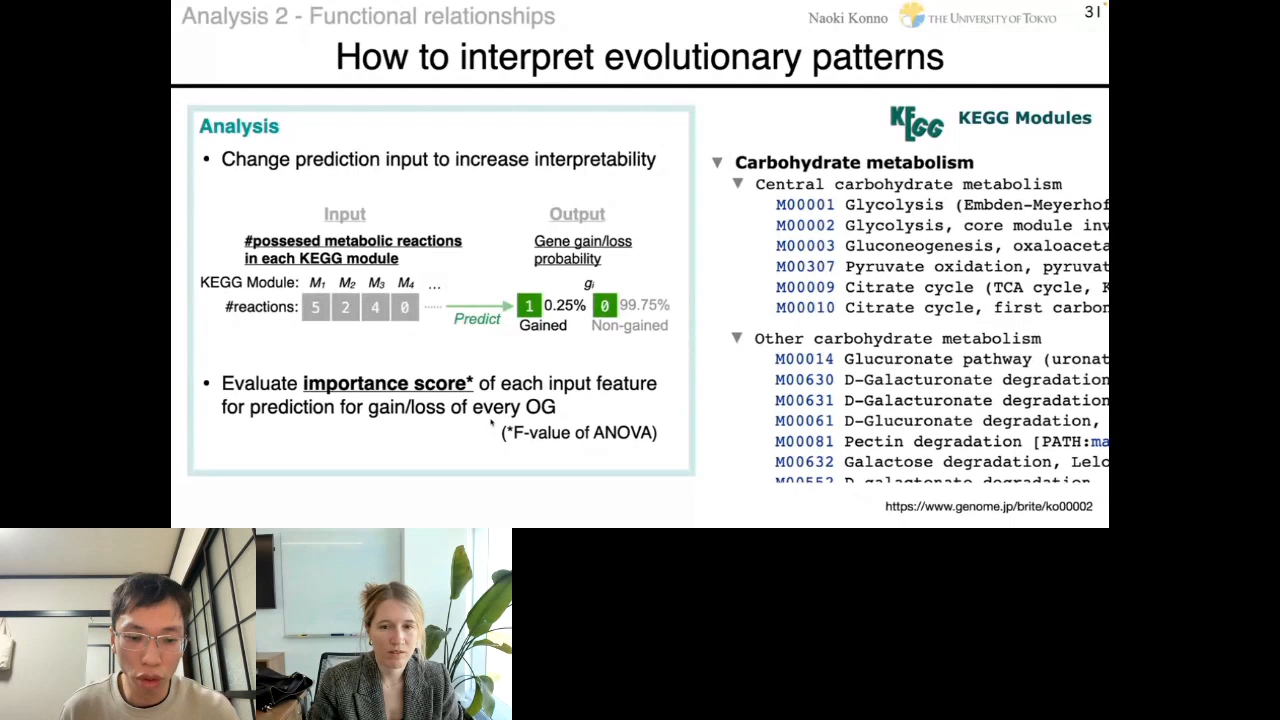 Analysis 2 - Functional relationships
Naoki Konno
THE UNIVERSITY OF TOKYO
31
How to interpret evolutionary patterns
Analysis
• Change prediction input to increase interpretability
Input
Output
#possesed metabolic reactions
in each KEGG module
Gene gain/loss
probability
KEGG Module: M1 M2 M3 M4 ...
gi
#reactions: 5 2 4 0 ......
Predict
1 0.25% 0 99.75%
Gained Non-gained
• Evaluate importance score* of each input feature
for prediction for gain/loss of every OG
(*F-value of ANOVA)
KEGG
KEGG Modules
▼ Carbohydrate metabolism
▼ Central carbohydrate metabolism
M00001 Glycolysis (Embden-Meyerhof
M00002 Glycolysis, core module inv
M00003 Gluconeogenesis, oxaloaceta
M00307 Pyruvate oxidation, pyruvat
M00009 Citrate cycle (TCA cycle, K
M00010 Citrate cycle, first carbon
▼ Other carbohydrate metabolism
M00014 Glucuronate pathway (uronat
M00630 D-Galacturonate degradation
M00631 D-Galacturonate degradation
M00061 D-Glucuronate degradation,
M00081 Pectin degradation [PATH:ma
M00632 Galactose degradation, Lelo
M00552 D-galactonate degradation
https://www.genome.jp/brite/ko00002